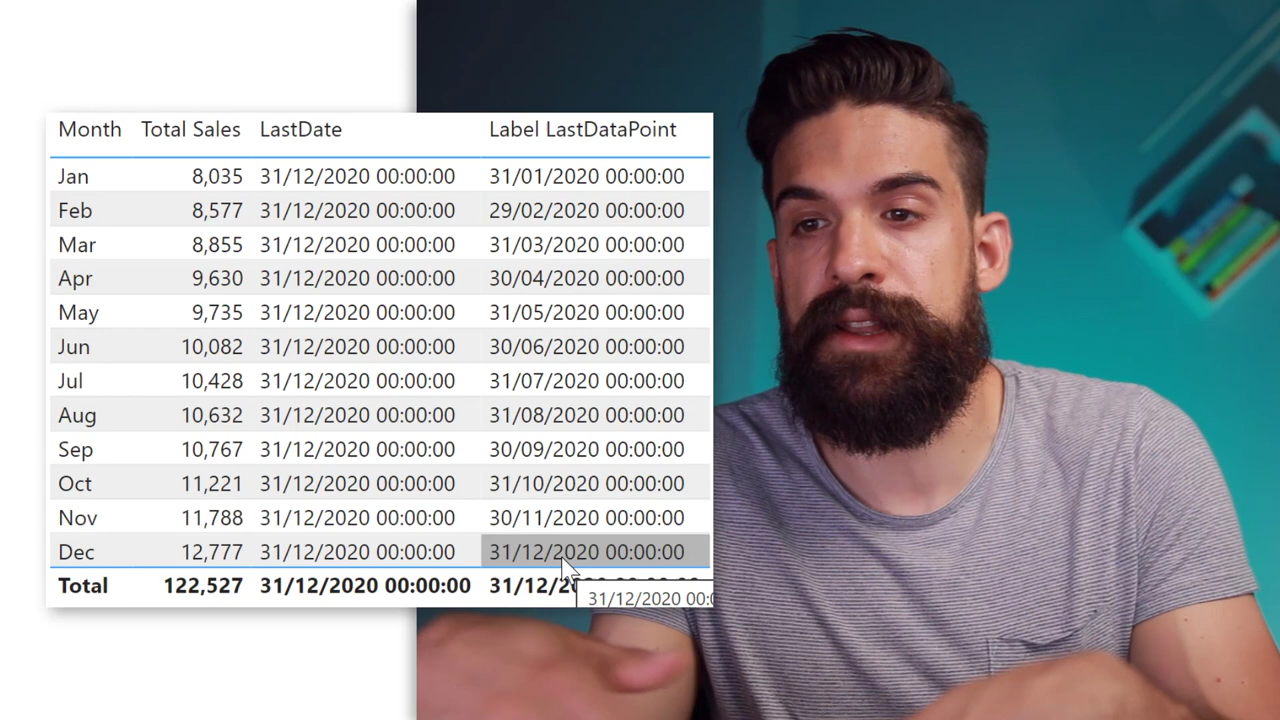 Month Total Sales LastDate Label LastDataPoint
Jan 8,035 31/12/2020 00:00:00 31/01/2020 00:00:00
Feb 8,577 31/12/2020 00:00:00 29/02/2020 00:00:00
Mar 8,855 31/12/2020 00:00:00 31/03/2020 00:00:00
Apr 9,630 31/12/2020 00:00:00 30/04/2020 00:00:00
May 9,735 31/12/2020 00:00:00 31/05/2020 00:00:00
Jun 10,082 31/12/2020 00:00:00 30/06/2020 00:00:00
Jul 10,428 31/12/2020 00:00:00 31/07/2020 00:00:00
Aug 10,632 31/12/2020 00:00:00 31/08/2020 00:00:00
Sep 10,767 31/12/2020 00:00:00 30/09/2020 00:00:00
Oct 11,221 31/12/2020 00:00:00 31/10/2020 00:00:00
Nov 11,788 31/12/2020 00:00:00 30/11/2020 00:00:00
Dec 12,777 31/12/2020 00:00:00 31/12/2020 00:00:00
Total 122,527 31/12/2020 00:00:00
31/12/2020